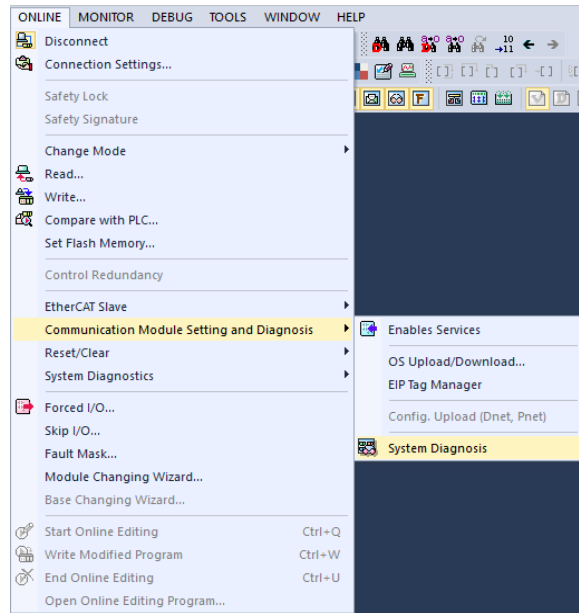 ONLINE MONITOR DEBUG TOOLS WINDOW HELP
Disconnect
Connection Settings...
Safety Lock
Safety Signature
Change Mode
Read...
Write...
Compare with PLC...
Set Flash Memory...
Control Redundancy
EtherCAT Slave
Communication Module Setting and Diagnosis
Reset/Clear
System Diagnostics
Forced I/O...
Skip I/O...
Fault Mask...
Module Changing Wizard...
Base Changing Wizard...
Start Online Editing Ctrl+Q
Write Modified Program Ctrl+W
End Online Editing Ctrl+U
Open Online Editing Program...
Enables Services
OS Upload/Download...
EIP Tag Manager
Config. Upload (Dnet, Pnet)
System Diagnosis